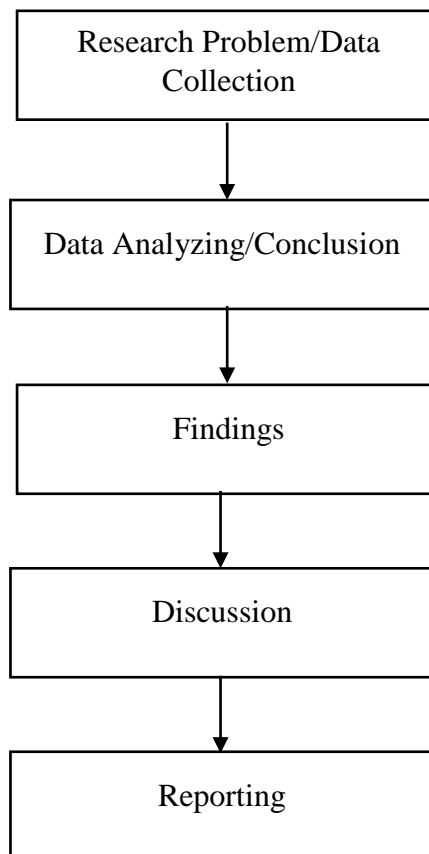 Research Problem/Data
Collection
Data Analyzing/Conclusion
Findings
Discussion
Reporting